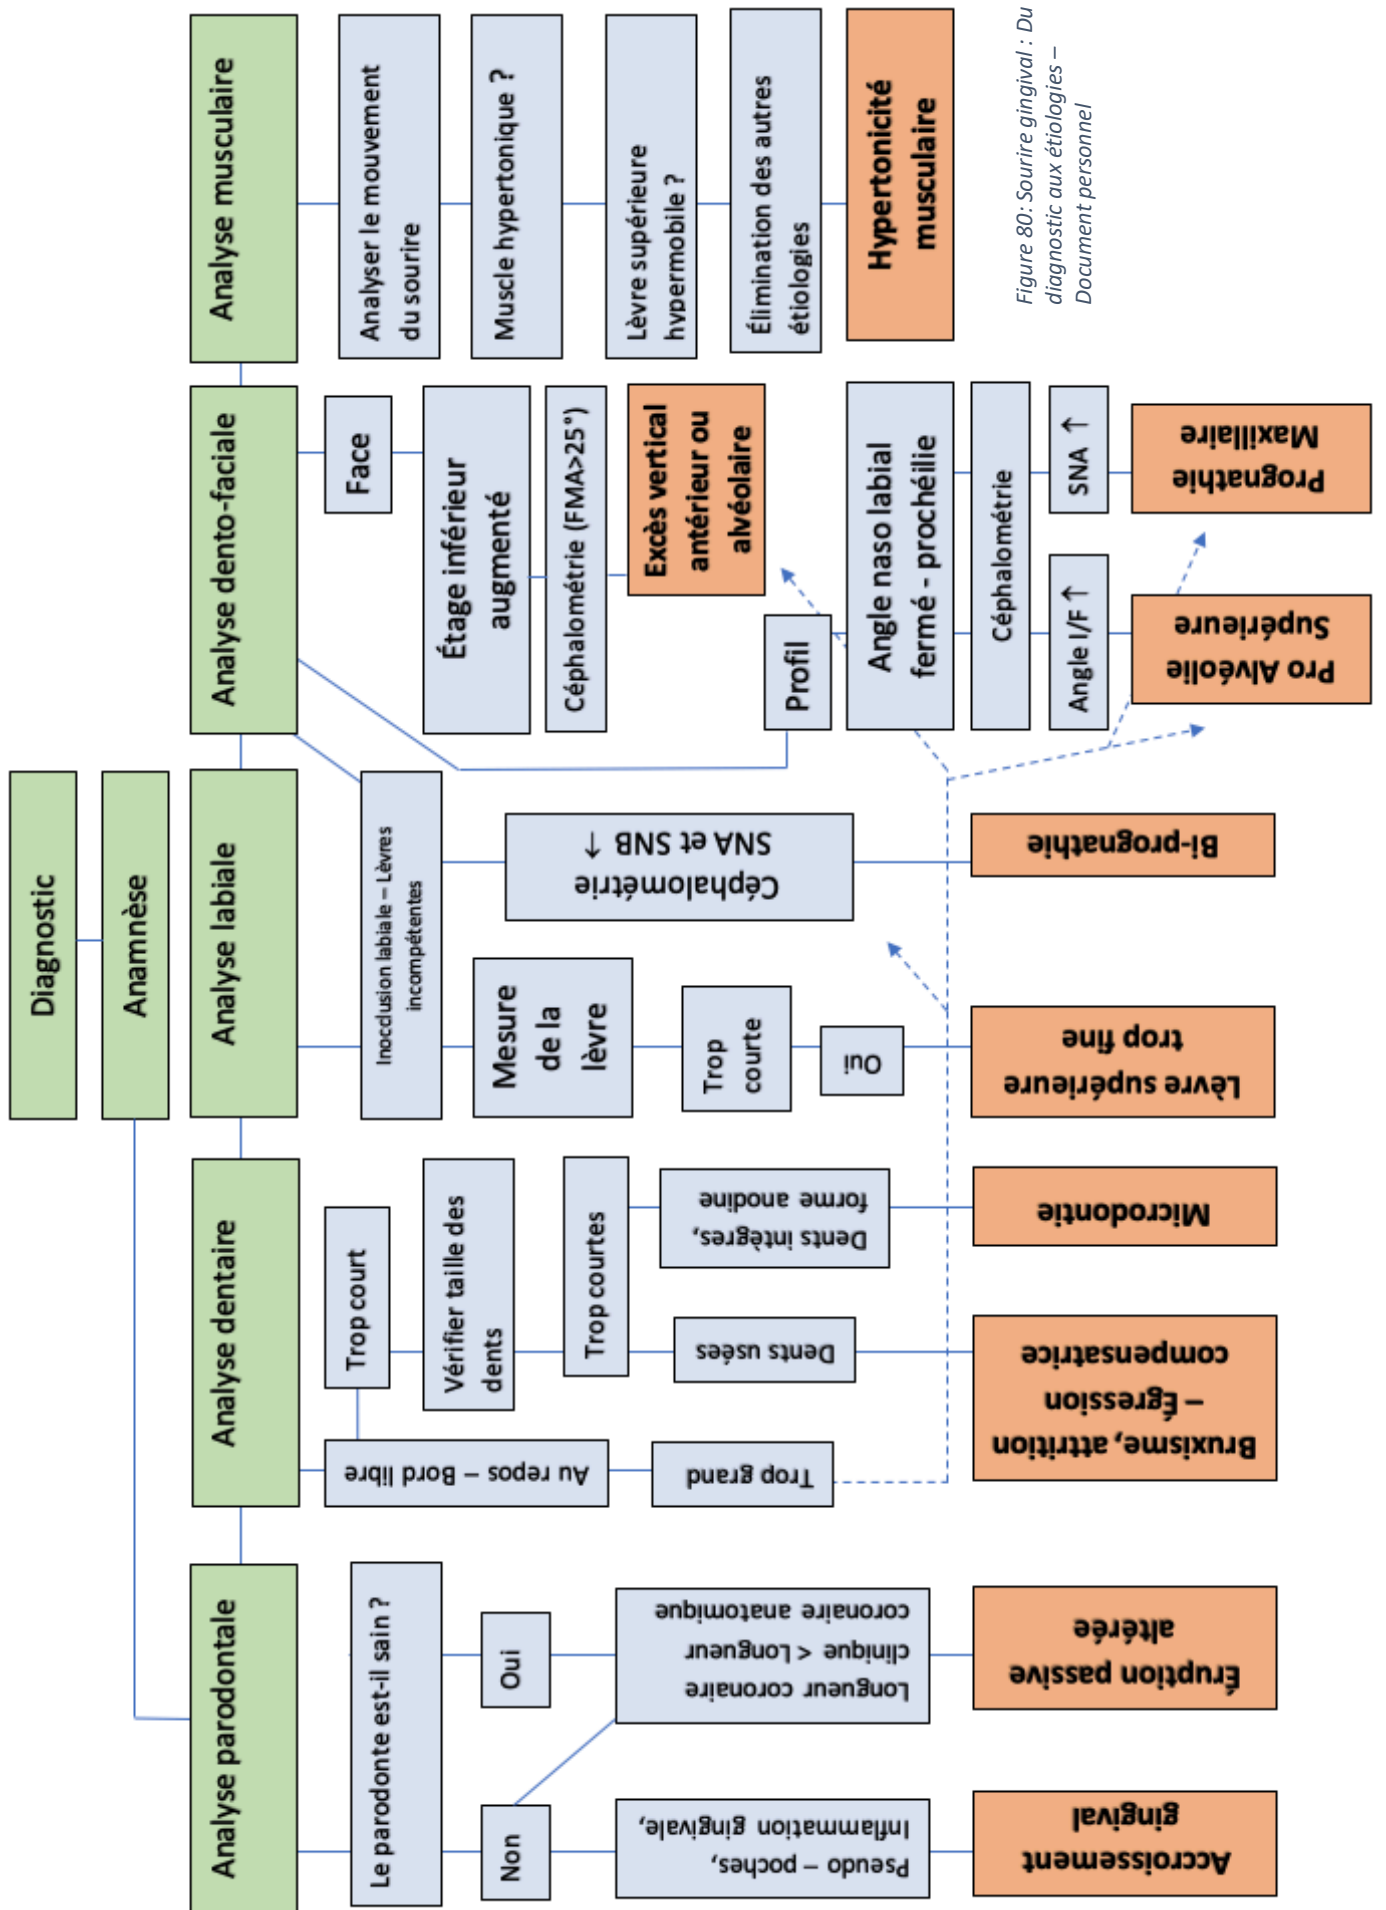 Diagnostic
Anamnèse
Analyse parodontale
Le parodonte est-il sain ?
Non
Oui
Pseudo – poches,
Inflammation gingivale,
Longueur coronaire
clinique < Longueur
coronaire anatomique
Accroissement
gingival
Éruption passive
altérée
Analyse dentaire
Au repos – Bord libre
Trop grand
Trop court
Vérifier taille des
dents
Trop courtes
Dents usées
Dents intègres,
forme anodine
Bruxisme, attrition
– Égression
compensatrice
Microdontie
Analyse labiale
Inocclusion labiale – Lèvres
incompétentes
Mesure
de la
lèvre
Trop
courte
Oui
Lèvre supérieure
trop fine
Céphalométrie
SNA et SNB ↑
Bi-prognathie
Analyse dento-faciale
Face
Étage inférieur
augmenté
Céphalométrie (FMA>25°)
Excès vertical
antérieur ou
alvéolaire
Profil
Angle naso labial
fermé - prochéilie
Céphalométrie
Angle I/F ↑
SNA ↑
Pro Alvéolie
Supérieure
Prognathie
Maxillaire
Analyse musculaire
Analyser le mouvement
du sourire
Muscle hypertonique ?
Lèvre supérieure
hypermobile ?
Élimination des autres
étiologies
Hypertonicité
musculaire
Figure 80: Sourire gingival : Du
diagnostic aux étiologies –
Document personnel